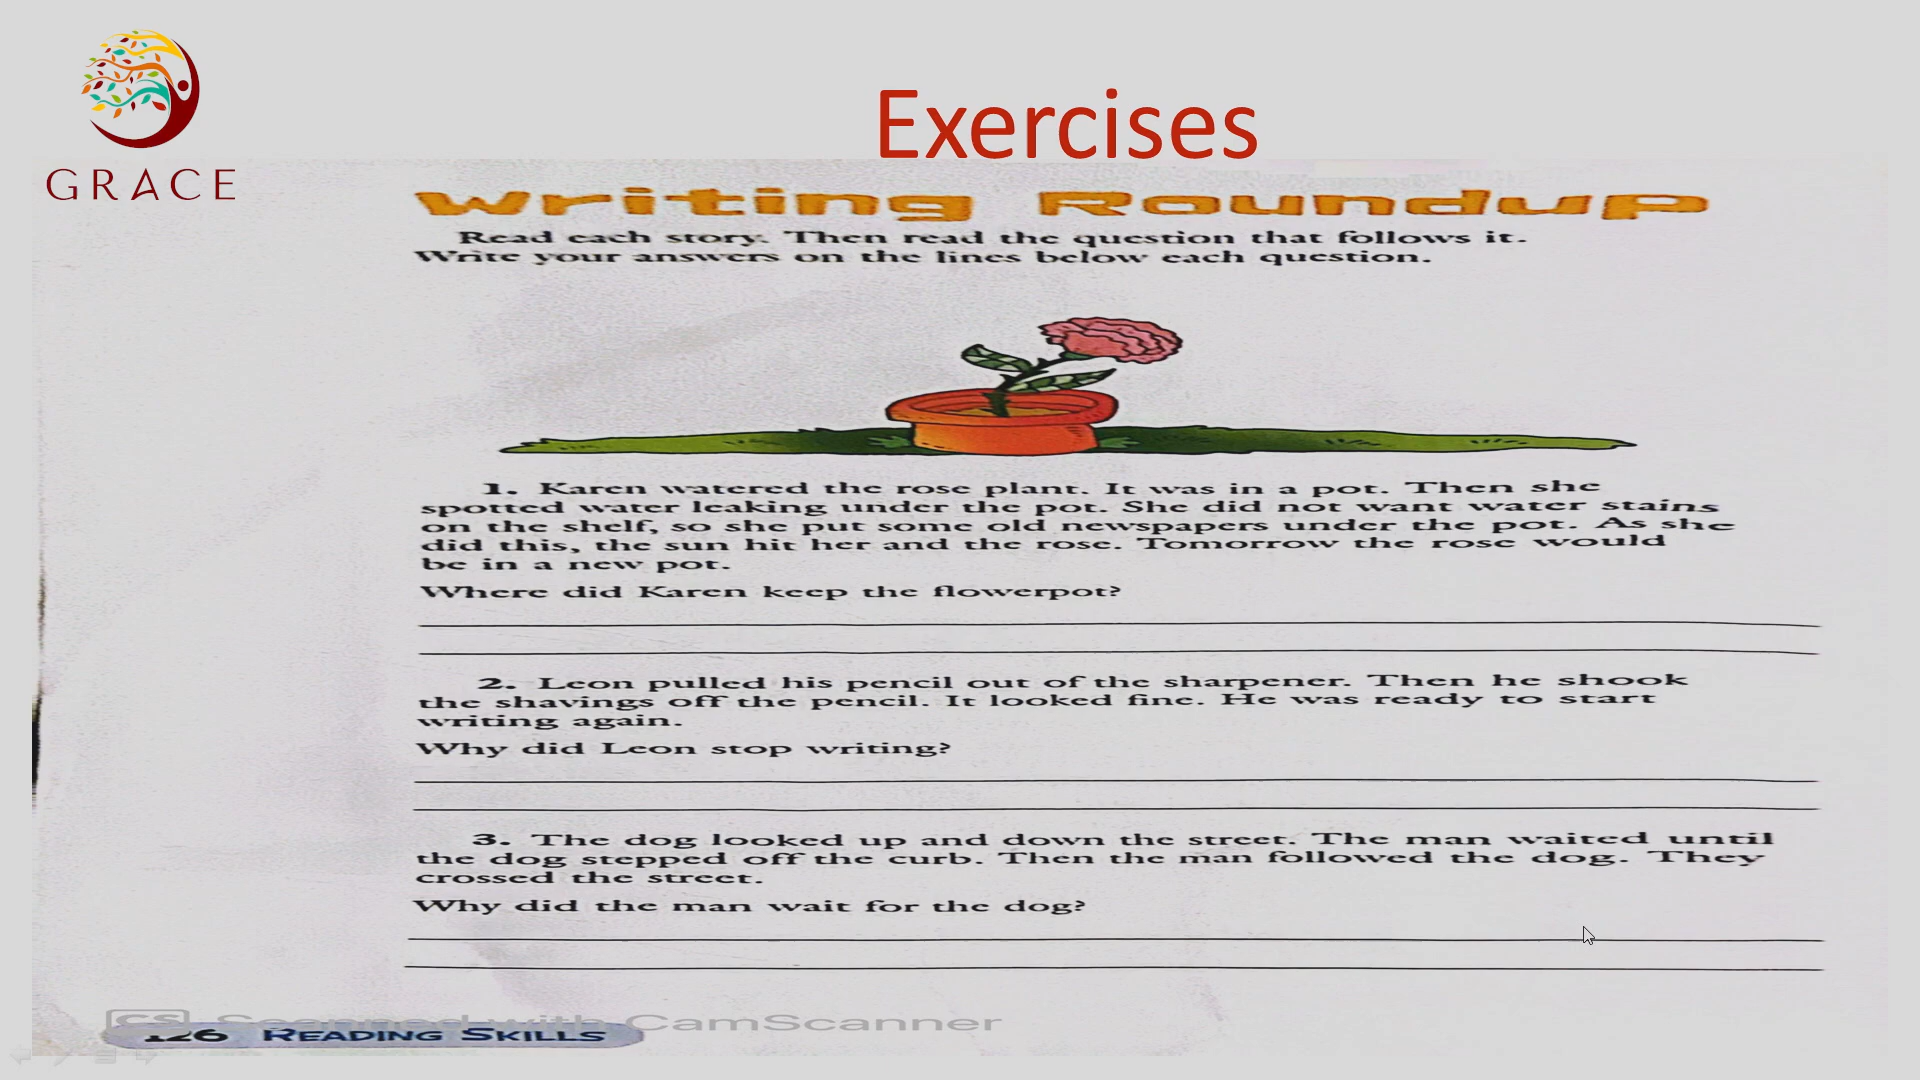 GRACE
Exercises
Writing Roundup
Read each story. Then read the question that follows it.
Write your answers on the lines below each question.
1. Karen watered the rose plant. It was in a pot. Then she
spotted water leaking under the pot. She did not want water stains
on the shelf, so she put some old newspapers under the pot. As she
did this, the sun hit her and the rose. Tomorrow the rose would
be in a new pot.
Where did Karen keep the flowerpot?
2. Leon pulled his pencil out of the sharpener. Then he shook
the shavings off the pencil. It looked fine. He was ready to start
writing again.
Why did Leon stop writing?
3. The dog looked up and down the street. The man waited until
the dog stepped off the curb. Then the man followed the dog. They
crossed the street.
Why did the man wait for the dog?
CS Scanned with CamScanner
126 READING SKILLS